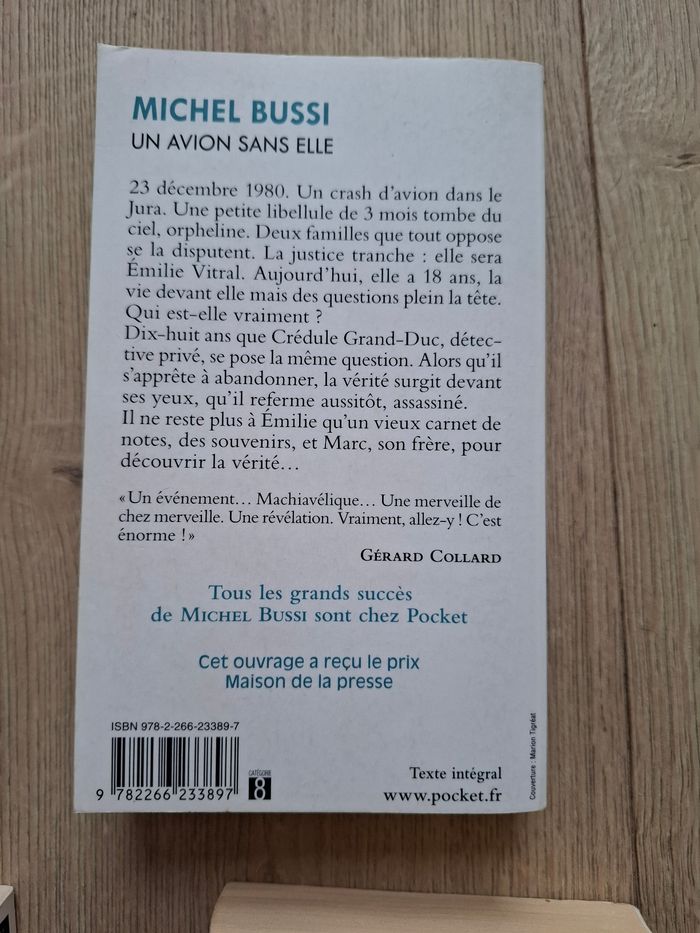 MICHEL BUSSI
UN AVION SANS ELLE
23 décembre 1980. Un crash d'avion dans le
Jura. Une petite libellule de 3 mois tombe du
ciel, orpheline. Deux familles que tout oppose
se la disputent. La justice tranche : elle sera
Émilie Vitral. Aujourd'hui, elle a 18 ans, la
vie devant elle mais des questions plein la tête.
Qui est-elle vraiment ?
Dix-huit ans que Crédule Grand-Duc, détec-
tive privé, se pose la même question. Alors qu'il
s'apprête à abandonner, la vérité surgit devant
ses yeux, qu'il referme aussitôt, assassiné.
Il ne reste plus à Émilie qu'un vieux carnet de
notes, des souvenirs, et Marc, son frère, pour
découvrir la vérité...
« Un événement... Machiavélique... Une merveille de
chez merveille. Une révélation. Vraiment, allez-y ! C'est
énorme ! »
GÉRARD COLLARD
Tous les grands succès
de MICHEL BUSSI sont chez Pocket
Cet ouvrage a reçu le prix
Maison de la presse
ISBN 978-2-266-23389-7
9 782266 233897
CATÉGORIE
8
Texte intégral
www.pocket.fr
Couverture : Marion Tigréat